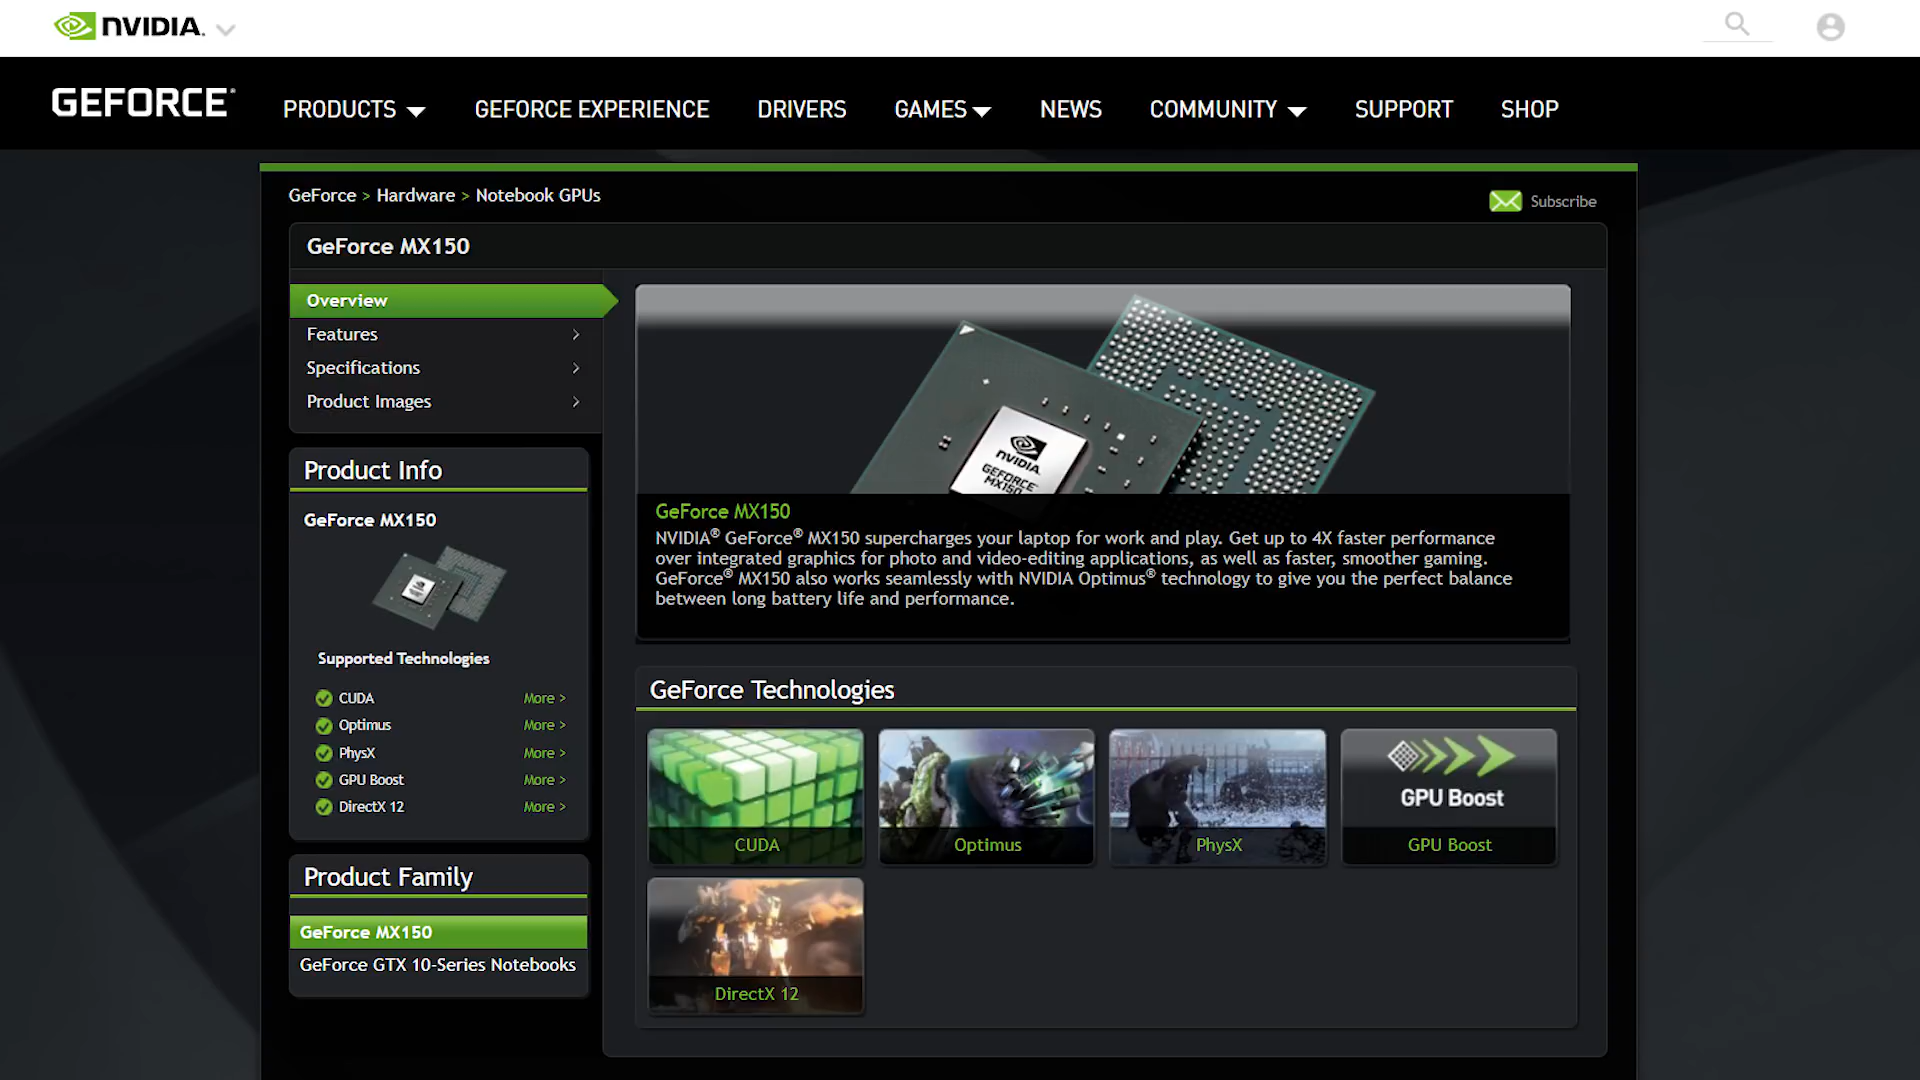 NVIDIA.
GEFORCE®
PRODUCTS
GEFORCE EXPERIENCE
DRIVERS
GAMES
NEWS
COMMUNITY
SUPPORT
SHOP
GeForce > Hardware > Notebook GPUs
Subscribe
GeForce MX150
Overview
Features
Specifications
Product Images
Product Info
GeForce MX150
Supported Technologies
CUDA More >
Optimus More >
PhysX More >
GPU Boost More >
DirectX 12 More >
Product Family
GeForce MX150
GeForce GTX 10-Series Notebooks
NVIDIA
GEFORCE
MX150
GeForce MX150
NVIDIA® GeForce® MX150 supercharges your laptop for work and play. Get up to 4X faster performance
over integrated graphics for photo and video-editing applications, as well as faster, smoother gaming.
GeForce® MX150 also works seamlessly with NVIDIA Optimus® technology to give you the perfect balance
between long battery life and performance.
GeForce Technologies
CUDA
Optimus
PhysX
GPU Boost
GPU Boost
DirectX 12